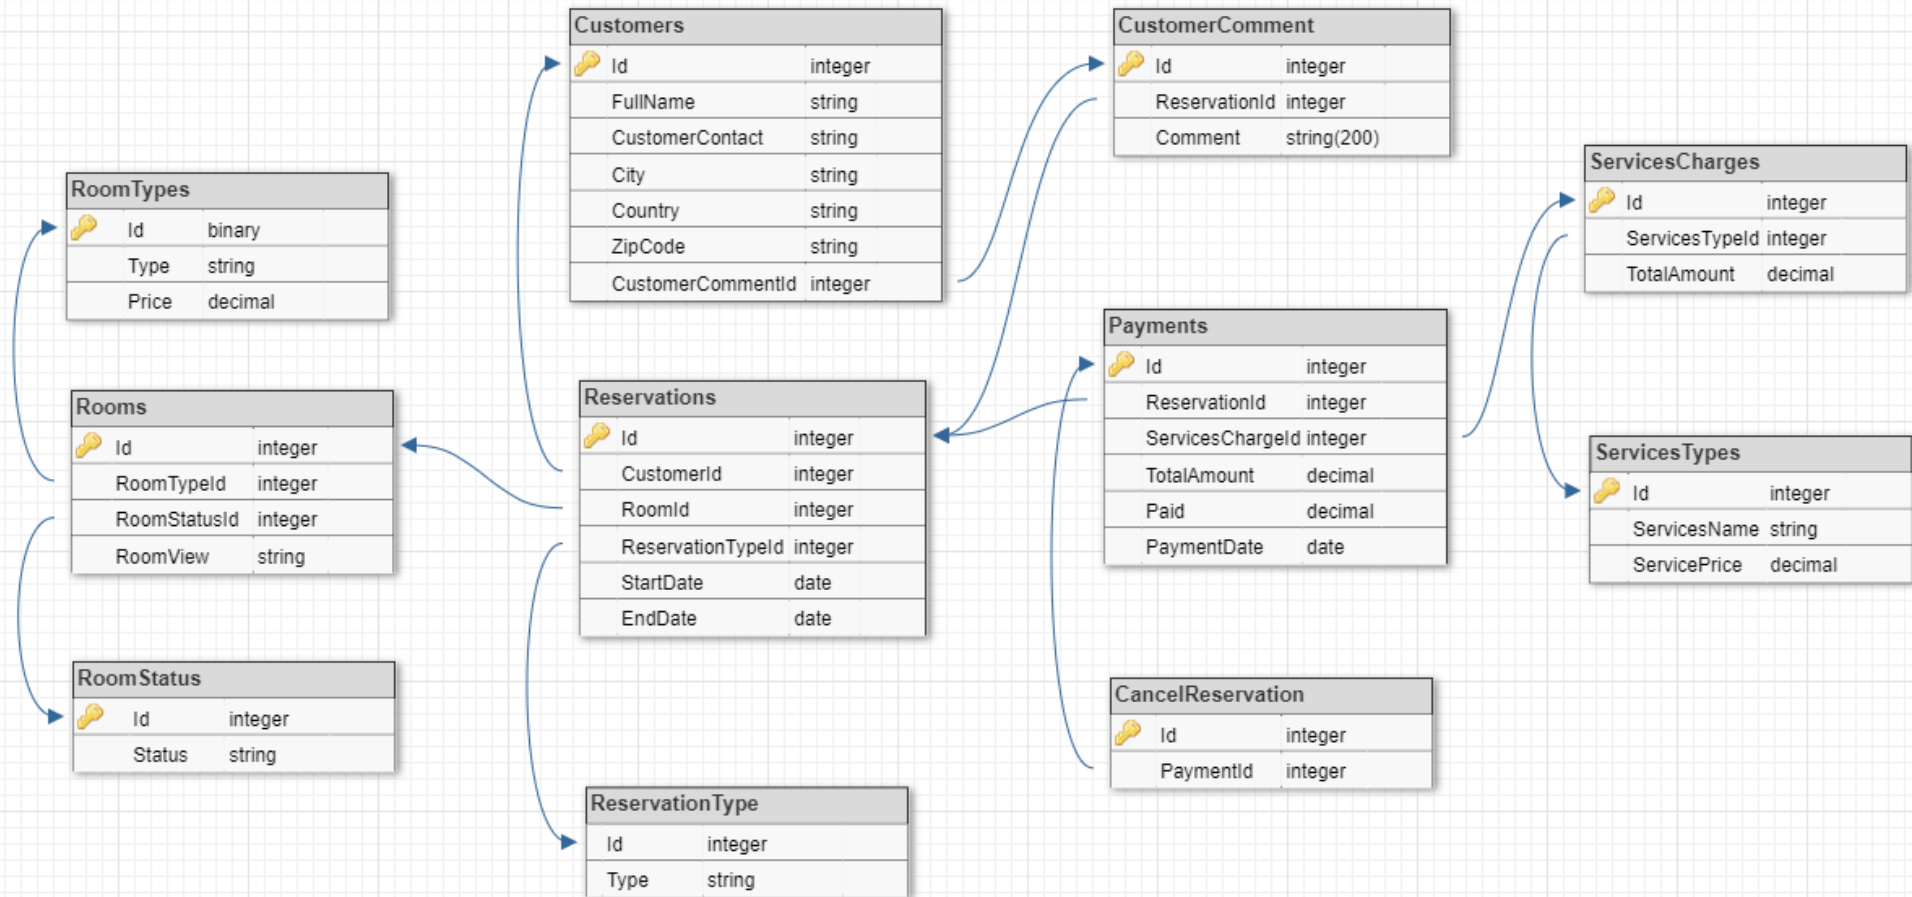 Customers
Id integer
FullName string
CustomerContact string
City string
Country string
ZipCode string
CustomerCommentId integer
CustomerComment
Id integer
ReservationId integer
Comment string(200)
ServicesCharges
Id integer
ServicesTypeId integer
TotalAmount decimal
RoomTypes
Id binary
Type string
Price decimal
Payments
Id integer
ReservationId integer
ServicesChargeId integer
TotalAmount decimal
Paid decimal
PaymentDate date
Reservations
Id integer
CustomerId integer
RoomId integer
ReservationTypeId integer
StartDate date
EndDate date
Rooms
Id integer
RoomTypeId integer
RoomStatusId integer
RoomView string
ServicesTypes
Id integer
ServicesName string
ServicePrice decimal
RoomStatus
Id integer
Status string
CancelReservation
Id integer
PaymentId integer
ReservationType
Id integer
Type string